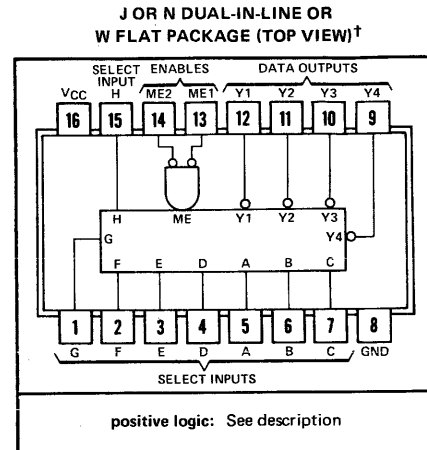 J OR N DUAL-IN-LINE OR
W FLAT PACKAGE (TOP VIEW)†
SELECT
INPUT ENABLES DATA OUTPUTS
VCC H ME2 ME1 Y1 Y2 Y3 Y4
16 15 14 13 12 11 10 9
H ME Y1 Y2 Y3
G Y4
F E D A B C
1 2 3 4 5 6 7 8
G F E D A B C GND
SELECT INPUTS
positive logic: See description